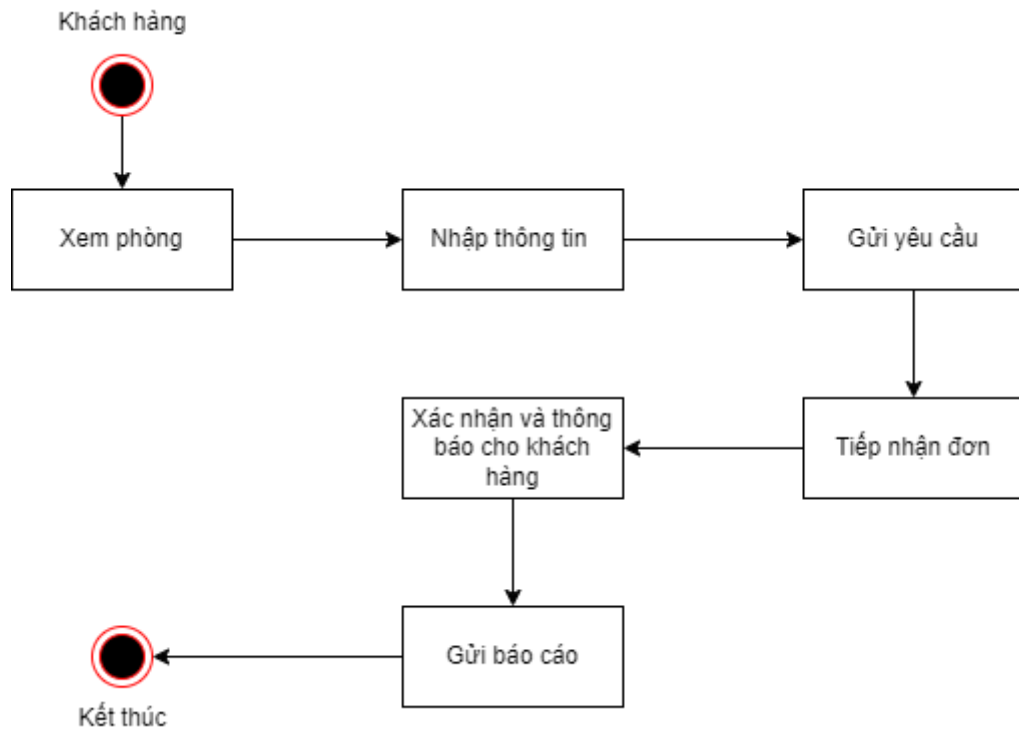 Khách hàng
Xem phòng
Nhập thông tin
Gửi yêu cầu
Tiếp nhận đơn
Xác nhận và thông
báo cho khách
hàng
Gửi báo cáo
Kết thúc